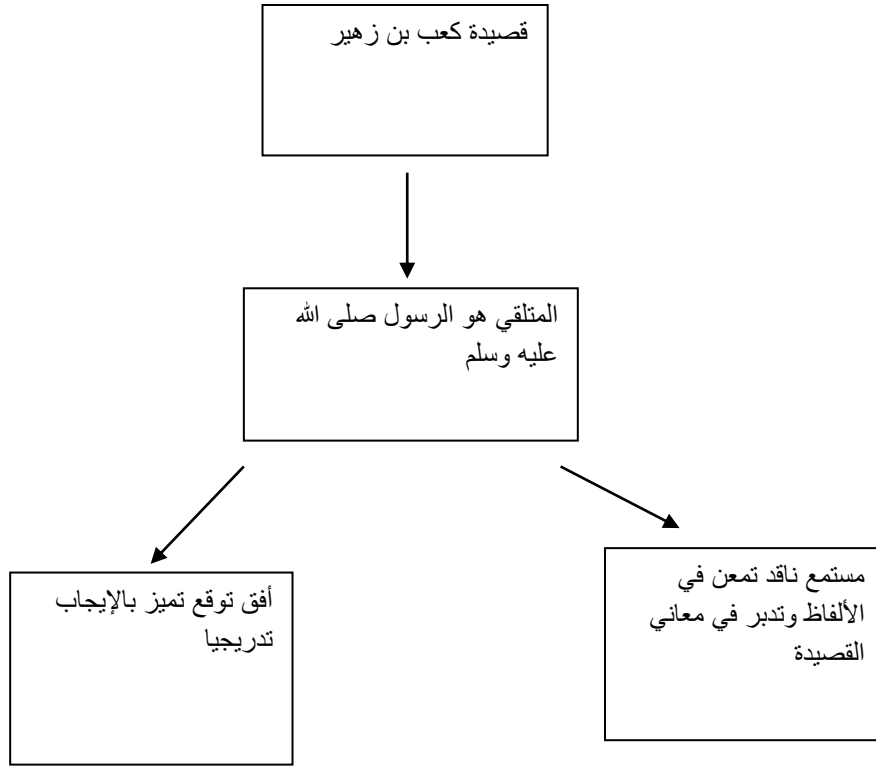 قصيدة كعب بن زهير
المتلقي هو الرسول صلى الله
عليه وسلم
مستمع ناقد تمعن في
الألفاظ وتدبر في معاني
القصيدة
أفق توقع تميز بالإيجاب
تدريجيا